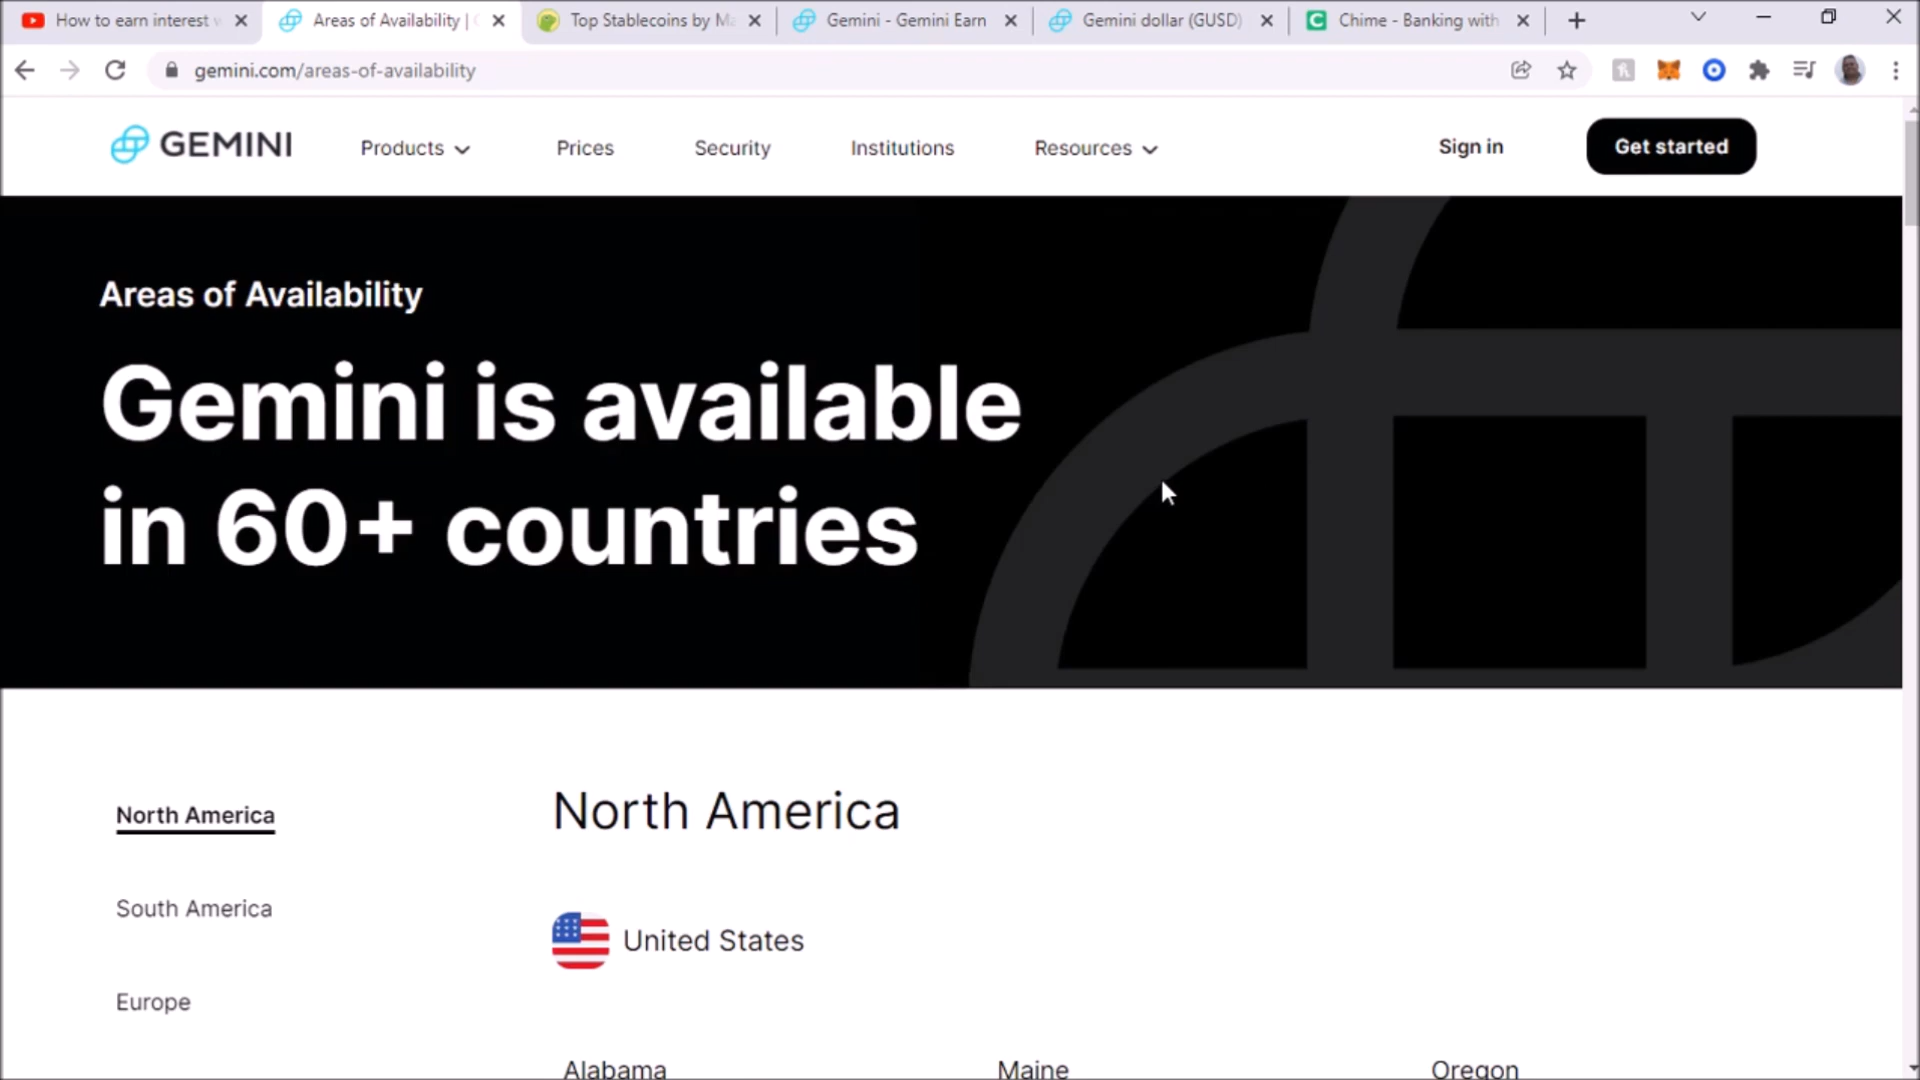 How to earn interest
Areas of Availability |
Top Stablecoins by
Gemini - Gemini Earn
Gemini dollar (GUSD)
Chime - Banking with
gemini.com/areas-of-availability
GEMINI
Products
Prices
Security
Institutions
Resources
Sign in
Get started
Areas of Availability
Gemini is available
in 60+ countries
North America
South America
Europe
North America
United States
Alabama
Maine
Oregon